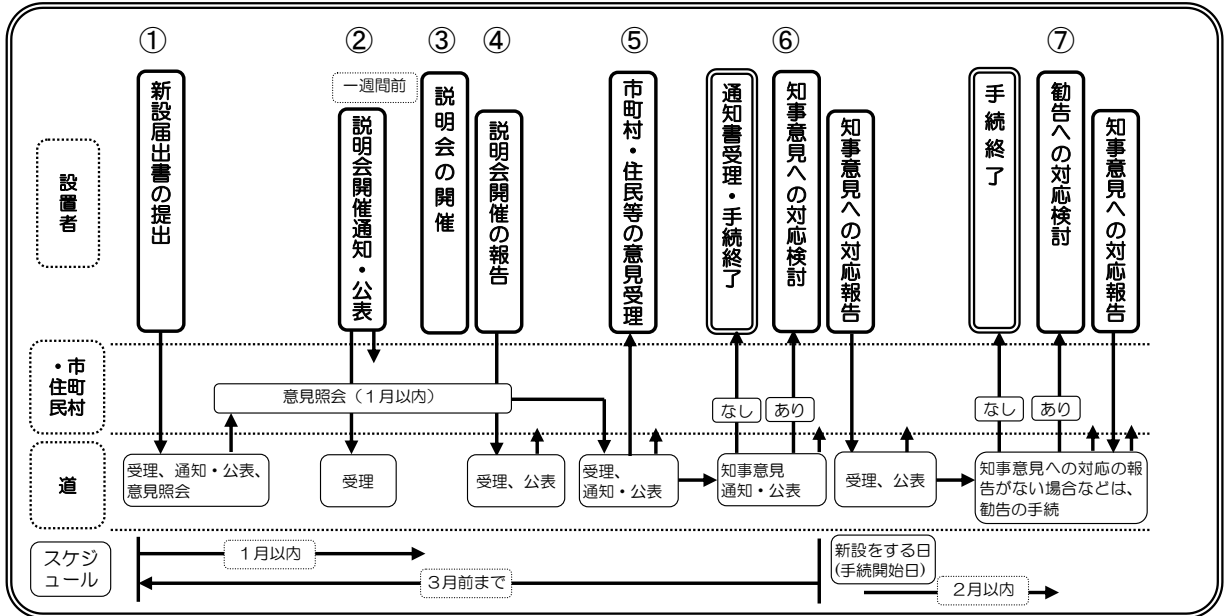 ①
②
③
④
⑤
⑥
⑦
設置者
新設届出書の提出
一週間前
説明会開催通知・公表
説明会の開催
説明会開催の報告
市町村・住民等の意見受理
通知書受理・手続終了
知事意見への対応検討
知事意見への対応報告
手続終了
勧告への対応検討
知事意見への対応報告
市町村
・住民
意見照会(1月以内)
なし
あり
なし
あり
道
受理、通知・公表、
意見照会
受理
受理、公表
受理、
通知・公表
知事意見
通知・公表
受理、公表
知事意見への対応の報
告がない場合などは、
勧告の手続
スケジ
ュール
1月以内
3月前まで
新設をする日
(手続開始日)
2月以内